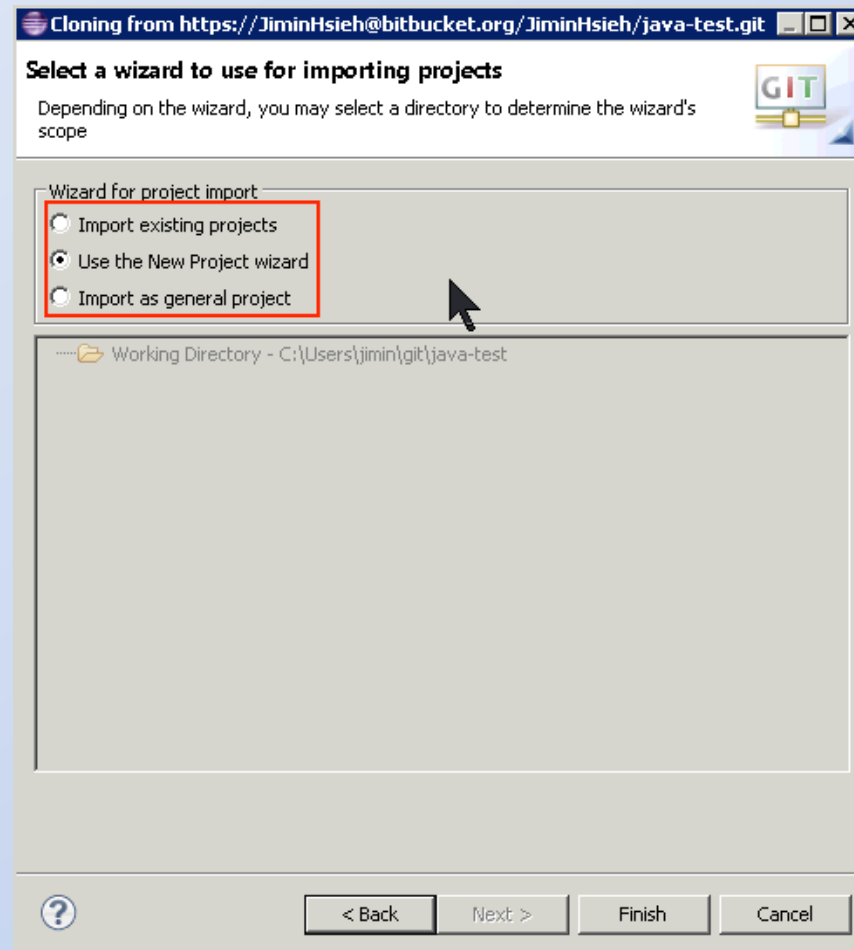 Cloning from https://JiminHsieh@bitbucket.org/JiminHsieh/java-test.git
Select a wizard to use for importing projects
Depending on the wizard, you may select a directory to determine the wizard's
scope
GIT
Wizard for project import
Import existing projects
Use the New Project wizard
Import as general project
Working Directory - C:\Users\jimin\git\java-test
?
< Back
Next >
Finish
Cancel